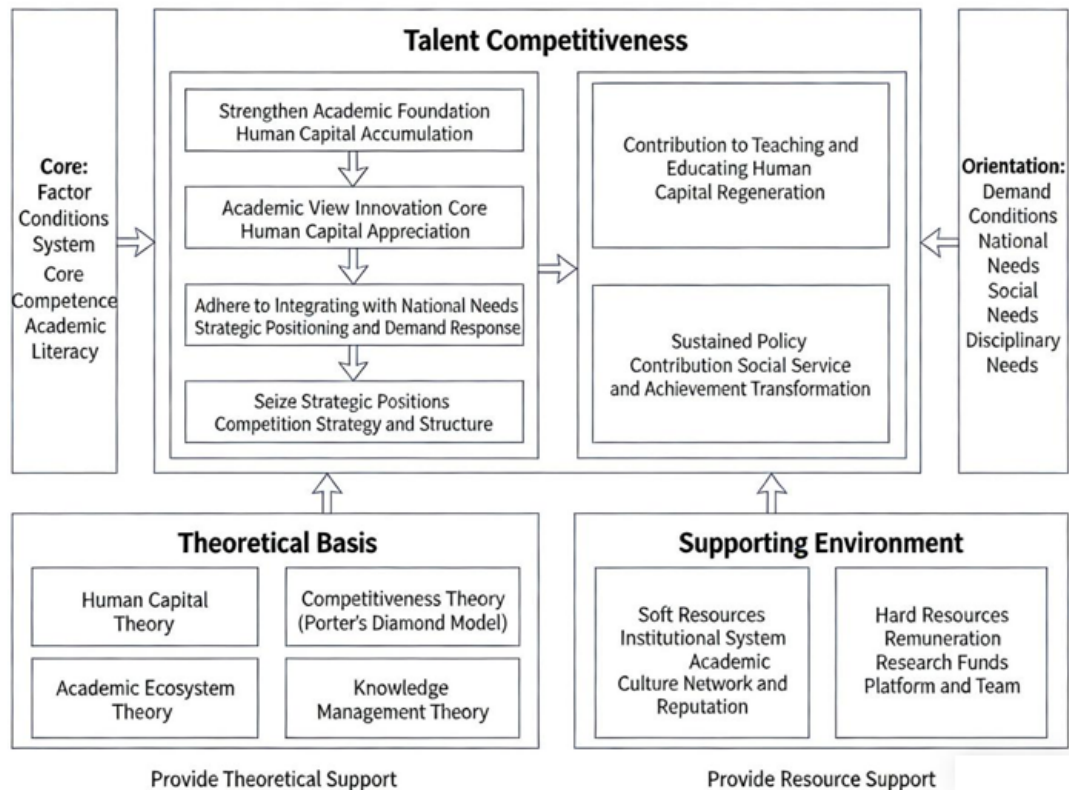 Talent Competitiveness
Core:
Factor
Conditions
System
Core
Competence
Academic
Literacy
Strengthen Academic Foundation
Human Capital Accumulation
Academic View Innovation Core
Human Capital Appreciation
Adhere to Integrating with National Needs
Strategic Positioning and Demand Response
Seize Strategic Positions
Competition Strategy and Structure
Contribution to Teaching and
Educating Human
Capital Regeneration
Sustained Policy
Contribution Social Service
and Achievement Transformation
Orientation:
Demand
Conditions
National
Needs
Social
Needs
Disciplinary
Needs
Theoretical Basis
Human Capital
Theory
Competitiveness Theory
(Porter's Diamond Model)
Academic Ecosystem
Theory
Knowledge
Management Theory
Supporting Environment
Soft Resources
Institutional System
Academic
Culture Network and
Reputation
Hard Resources
Remuneration
Research Funds
Platform and Team
Provide Theoretical Support
Provide Resource Support